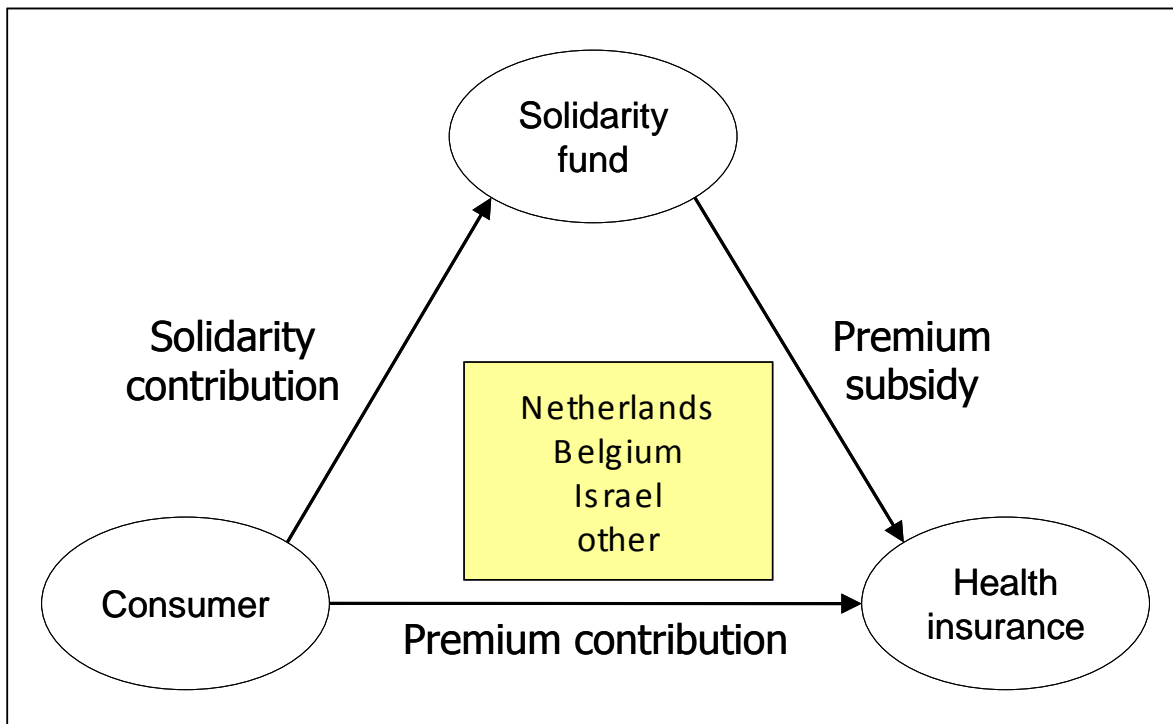 Solidarity
fund
Solidarity
contribution
Premium
subsidy
Netherlands
Belgium
Israel
other
Consumer
Health
insurance
Premium contribution